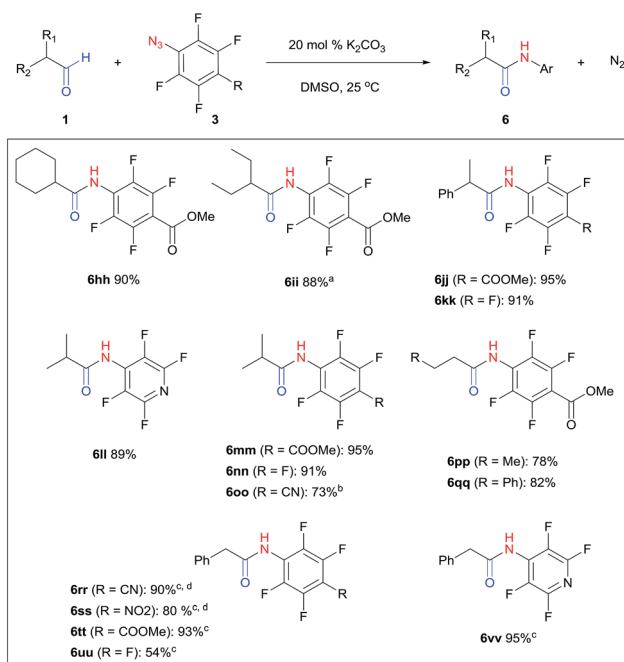 R1
R2
H
O
1
+
N3
F
F
F
F
R
3
20 mol % K2CO3
DMSO, 25 oC
R1
R2
H
N
Ar
O
6
+
N2
H
N
O
F
F
F
F
OMe
O
6hh 90%
H
N
O
F
F
F
F
OMe
O
6ii 88%a
Ph
H
N
O
F
F
F
F
R
6jj (R = COOMe): 95%
6kk (R = F): 91%
H
N
O
F
F
F
F
N
6ll 89%
H
N
O
F
F
F
F
R
6mm (R = COOMe): 95%
6nn (R = F): 91%
6oo (R = CN): 73%b
R
H
N
O
F
F
F
F
OMe
O
6pp (R = Me): 78%
6qq (R = Ph): 82%
Ph
H
N
O
F
F
F
F
R
6rr (R = CN): 90%c, d
6ss (R = NO2): 80 %c, d
6tt (R = COOMe): 93%c
6uu (R = F): 54%c
Ph
H
N
O
F
F
F
F
N
6vv 95%c